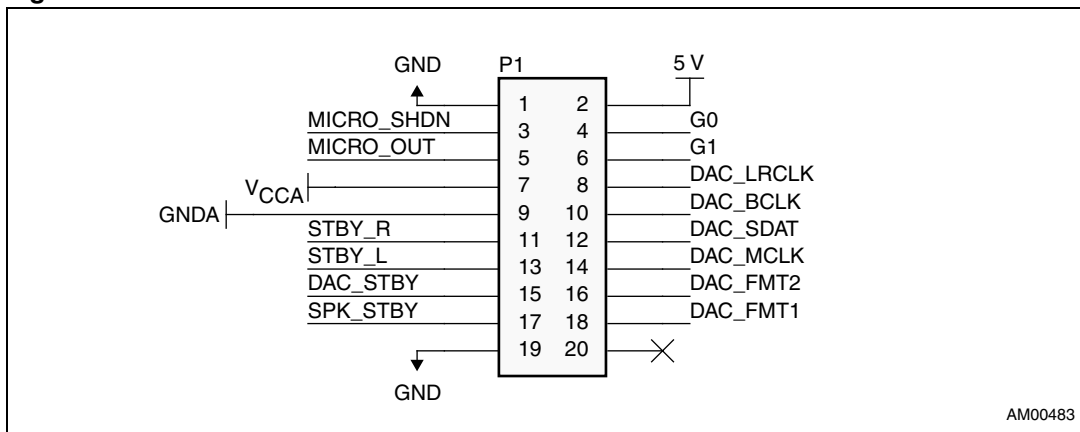 GND P1 5 V
1 2
MICRO_SHDN 3 4 G0
MICRO_OUT 5 6 G1
VCCA 7 8 DAC_LRCLK
GNDA 9 10 DAC_BCLK
STBY_R 11 12 DAC_SDAT
STBY_L 13 14 DAC_MCLK
DAC_STBY 15 16 DAC_FMT2
SPK_STBY 17 18 DAC_FMT1
19 20
GND
AM00483